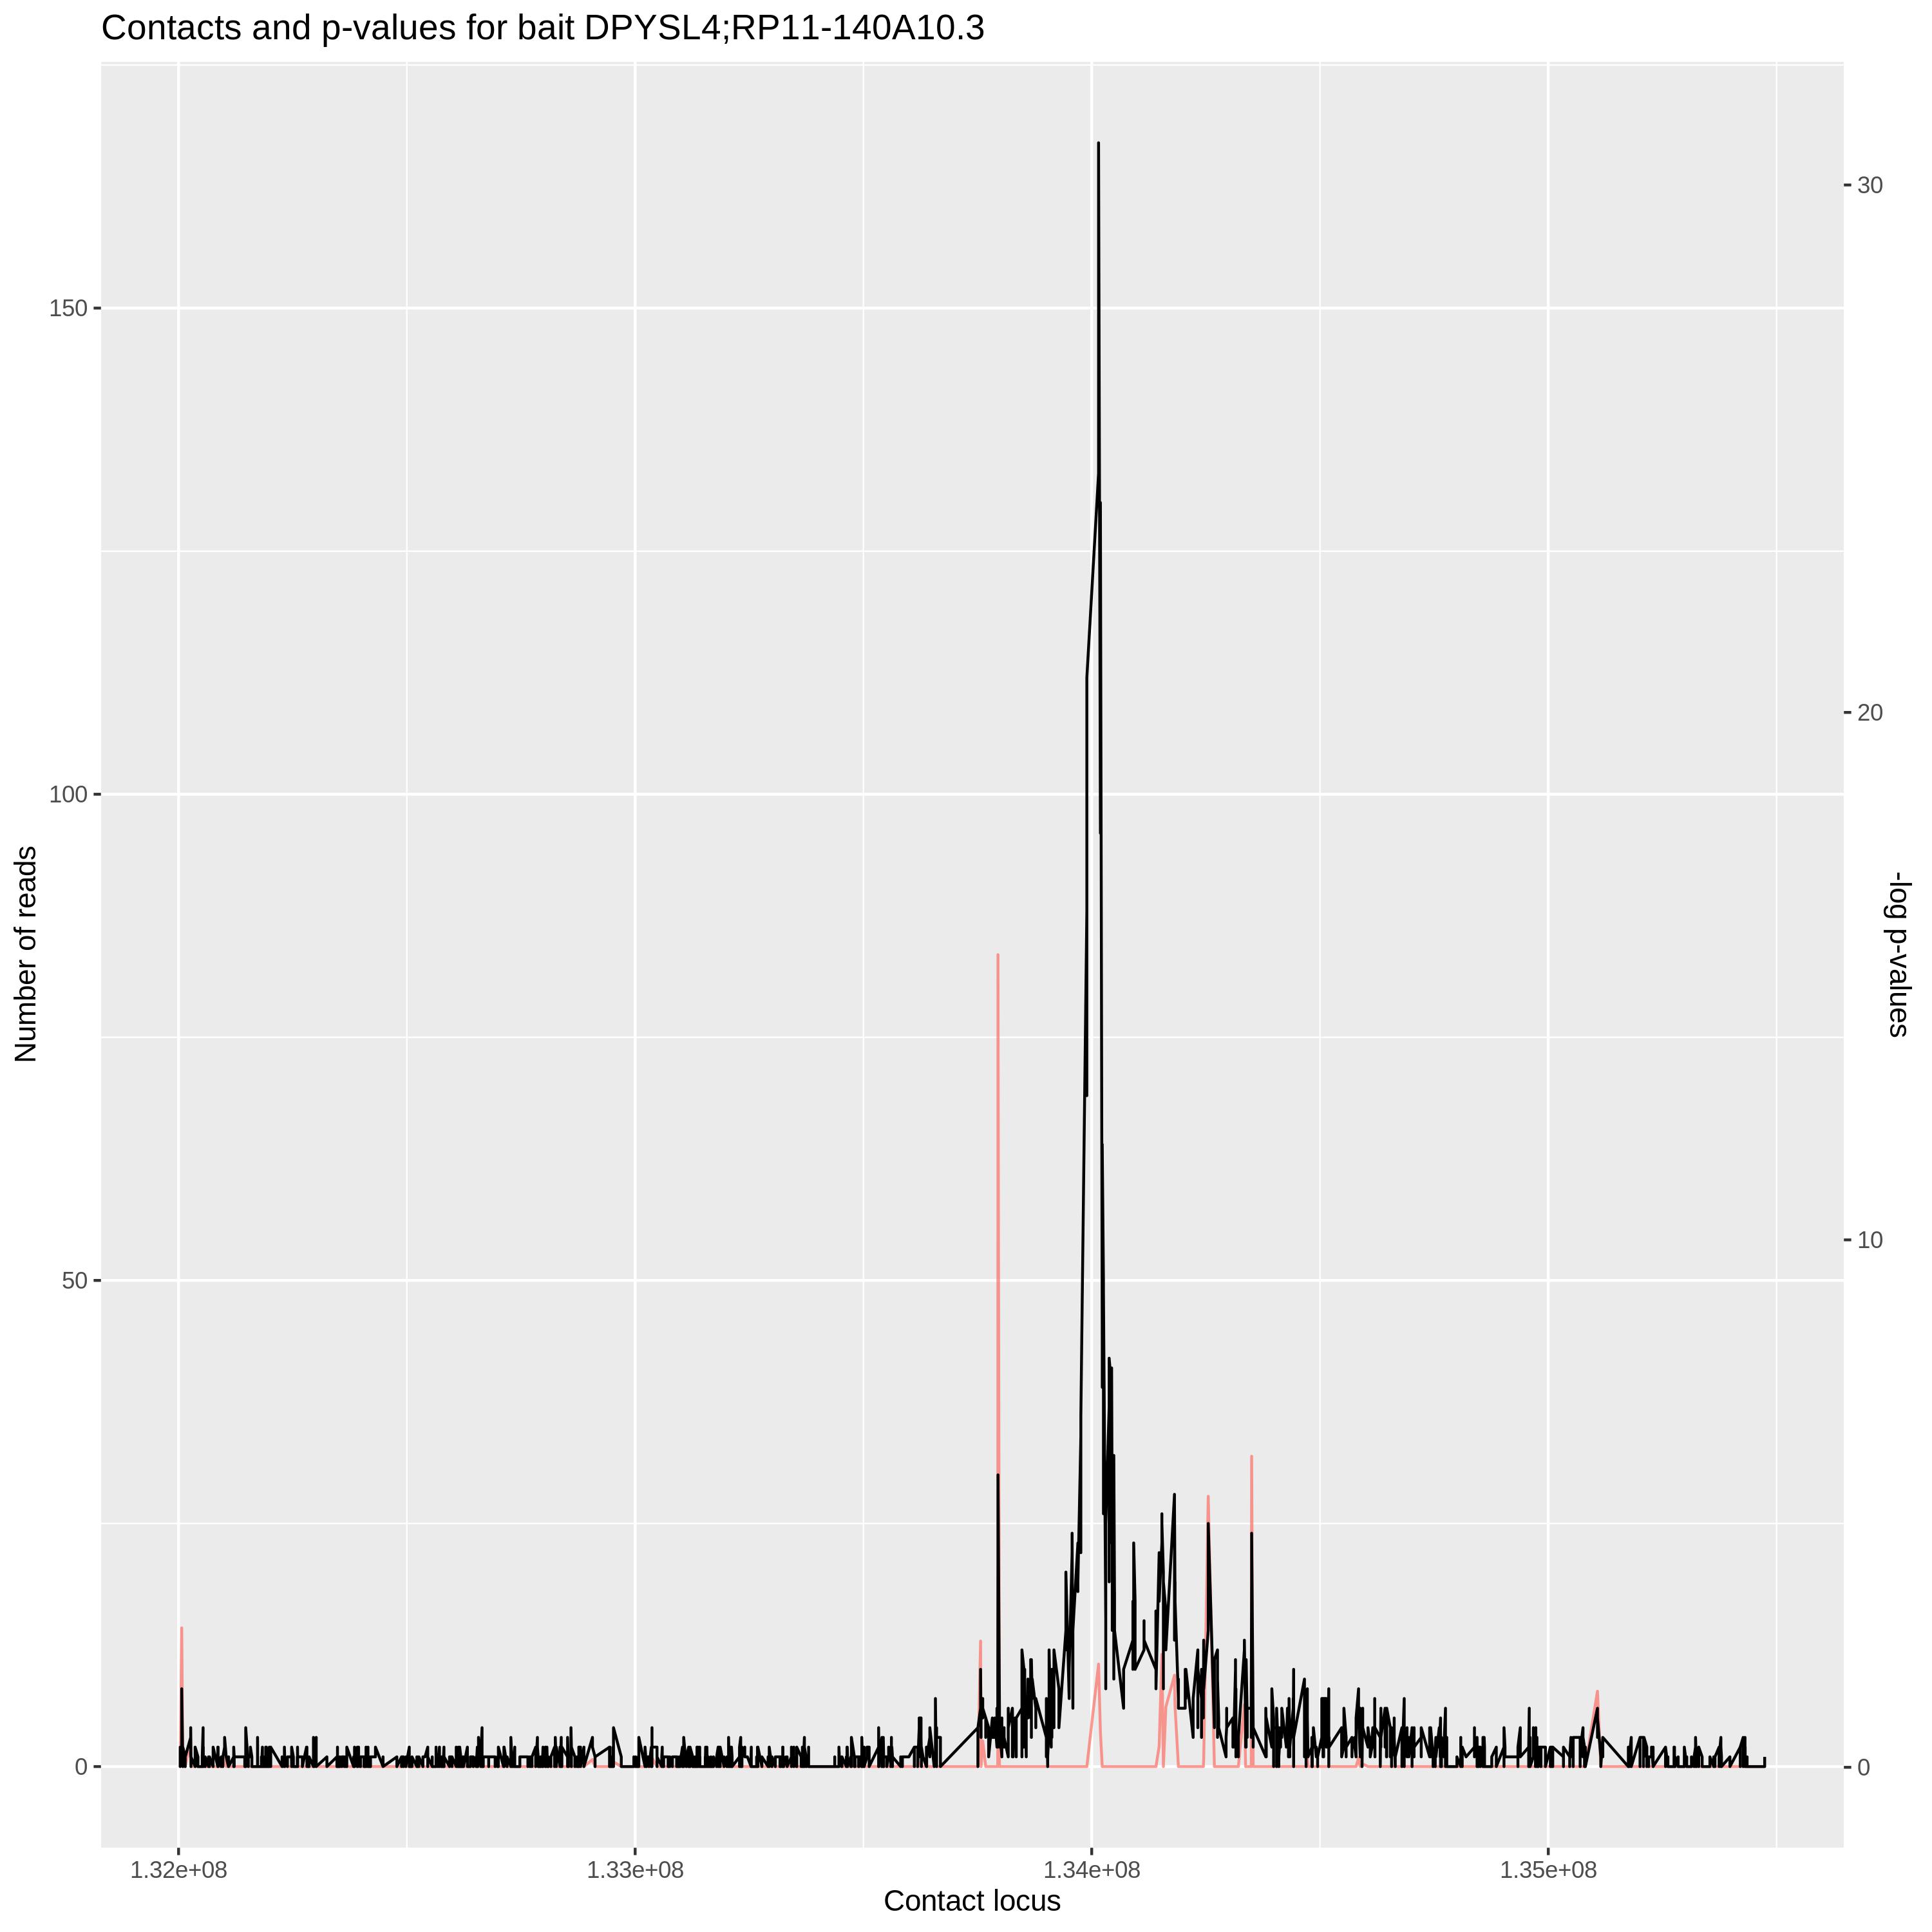 Contacts and p-values for bait DPYSL4;RP11-140A10.3
Number of reads
150
100
50
0
30
20
10
0
-log p-values
1.32e+08
1.33e+08
1.34e+08
1.35e+08
Contact locus